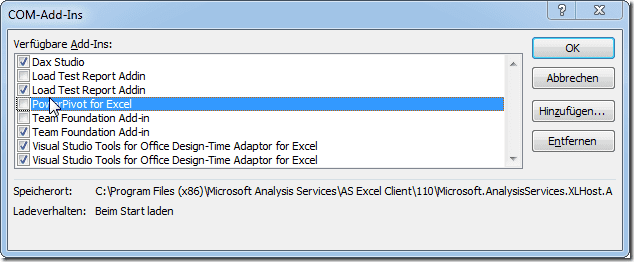 COM-Add-Ins
Verfügbare Add-Ins:
Dax Studio
Load Test Report Addin
Load Test Report Addin
PowerPivot for Excel
Team Foundation Add-in
Team Foundation Add-in
Visual Studio Tools for Office Design-Time Adaptor for Excel
Visual Studio Tools for Office Design-Time Adaptor for Excel
OK
Abbrechen
Hinzufügen...
Entfernen
Speicherort: C:\Program Files (x86)\Microsoft Analysis Services\AS Excel Client\110\Microsoft.AnalysisServices.XLHost.A
Ladeverhalten: Beim Start laden